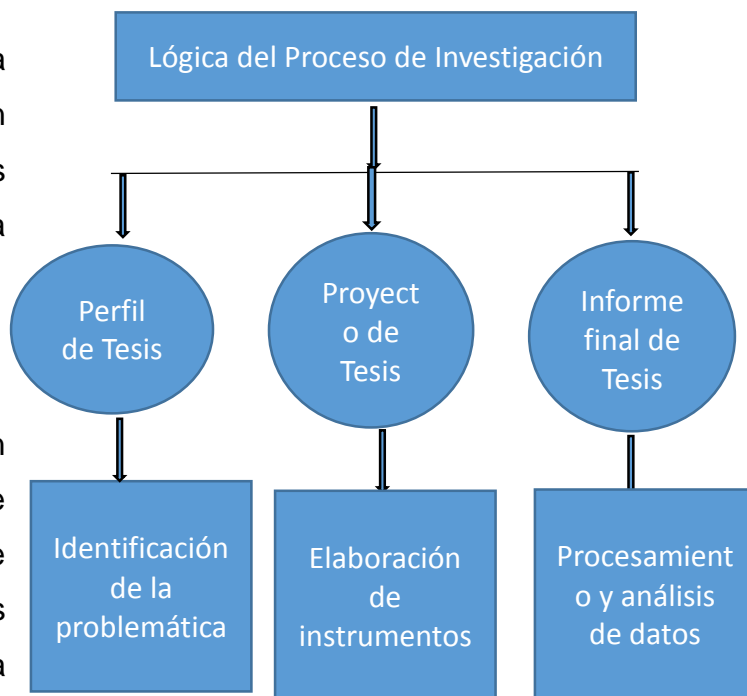 Lógica del Proceso de Investigación
a
n
s
a
Perfil
de Tesis
Proyect
o de
Tesis
Informe
final de
Tesis
n
e
e
s
a
Identificación
de la
problemática
Elaboración
de
instrumentos
Procesamient
o y análisis
de datos